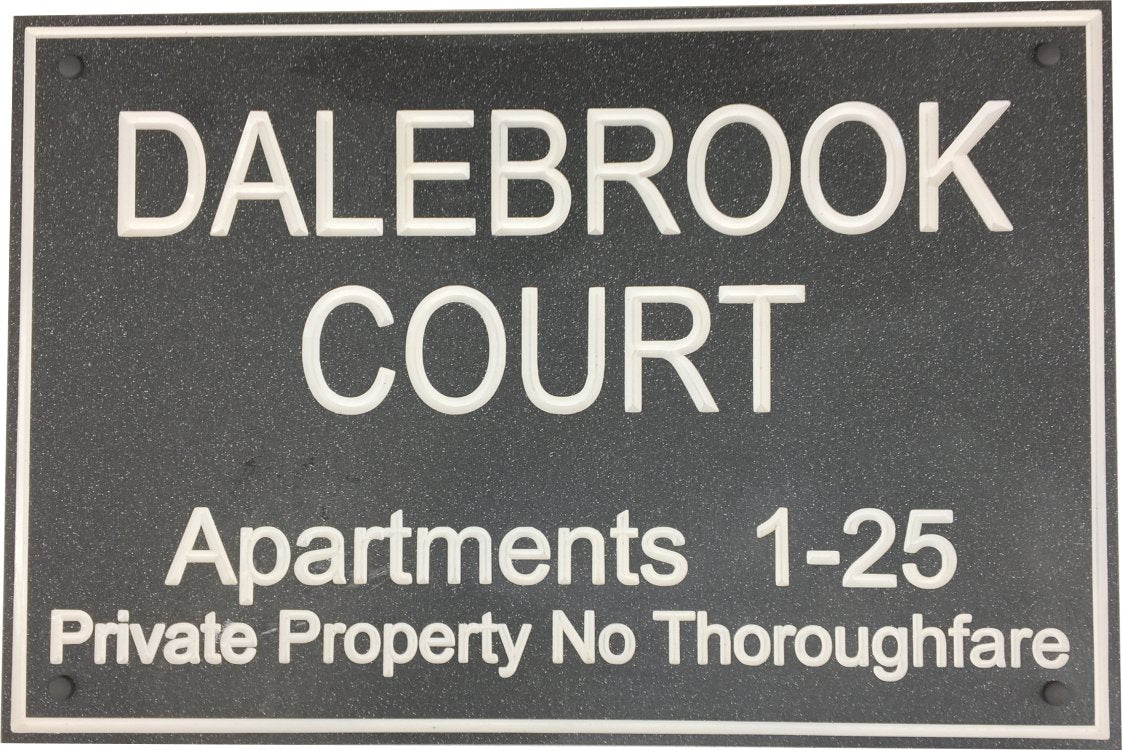 DALEBROOK
COURT
Apartments 1-25
Private Property No Thoroughfare